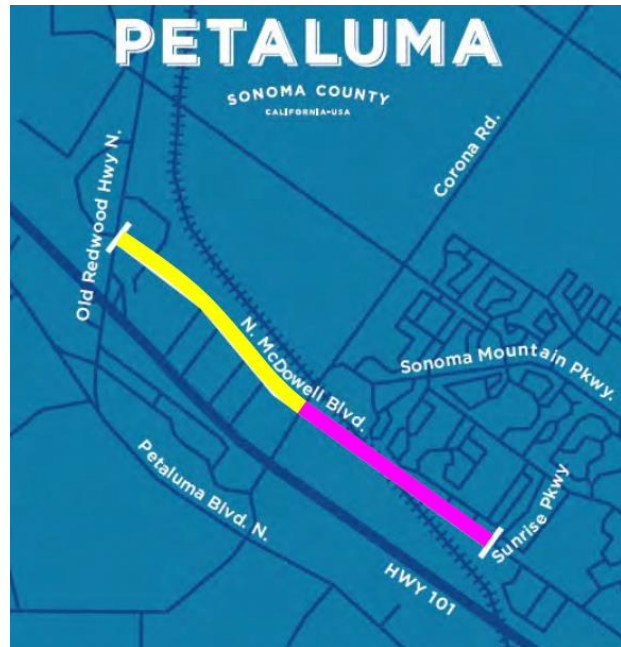 PETALUMA
SONOMA COUNTY
CALIFORNIA-USA
Old Redwood Hwy N.
Corona Rd.
N. McDowell Blvd.
Sonoma Mountain Pkwy.
Petaluma Blvd. N.
Sunrise Pkwy
HWY 101